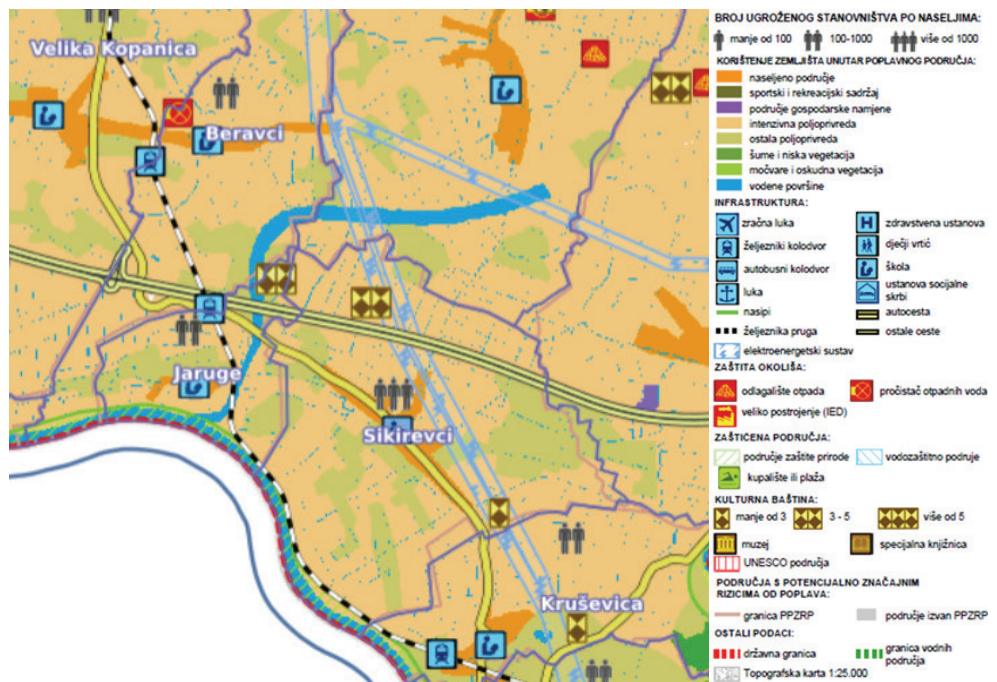 Velika Kopanica
Beravci
Jaruge
Sikirevci
Kruševica
BROJ UGROŽENOG STANOVNIŠTVA PO NASELJIMA:
manje od 100 100-1000 više od 1000
KORIŠTENJE ZEMLJIŠTA UNUTAR POPLAVNOG PODRUČJA:
naseljeno područje
sportski i rekreacijski sadržaj
područje gospodarske namjene
intenzivna poljoprivreda
ostala poljoprivreda
šume i niska vegetacija
močvare i oskudna vegetacija
vodene površine
INFRASTRUKTURA:
zračna luka H zdravstvena ustanova
željezniki kolodvor dječji vrtić
autobusni kolodvor škola
luka ustanova socijalne
skrbi
nasipi autocesta
željeznika pruga ostale ceste
elektroenergetski sustav
ZAŠTITA OKOLIŠA:
odlagalište otpada pročistač otpadnih voda
veliko postrojenje (IED)
ZAŠTIĆENA PODRUČJA:
područje zaštite prirode vodozaštitno podruje
kupalište ili plaža
KULTURNA BAŠTINA:
manje od 3 3 - 5 više od 5
muzej specijalna knjižnica
UNESCO područja
PODRUČJA S POTENCIJALNO ZNAČAJNIM
RIZICIMA OD POPLAVA:
granica PPZRP područje izvan PPZRP
OSTALI PODACI:
državna granica granica vodnih
područja
Topografska karta 1:25.000